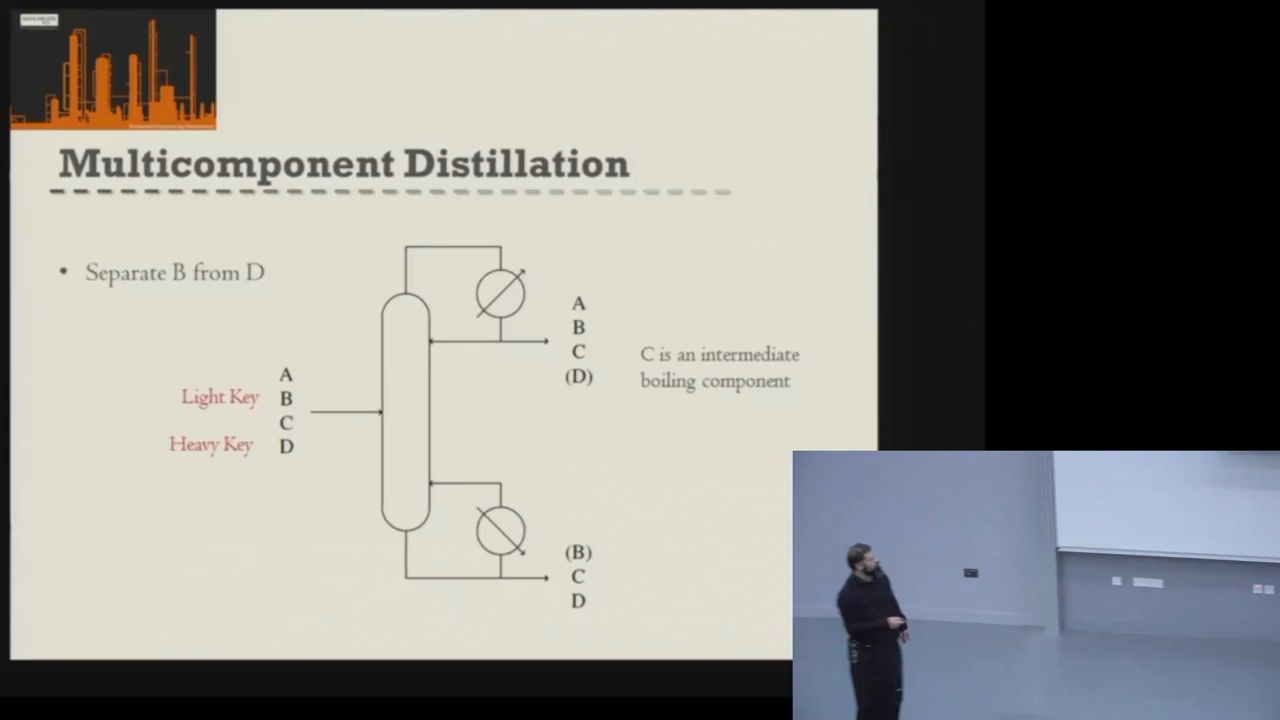 Multicomponent Distillation
• Separate B from D
A
B
C
(D)
C is an intermediate
boiling component
A
Light Key B
C
Heavy Key D
(B)
C
D